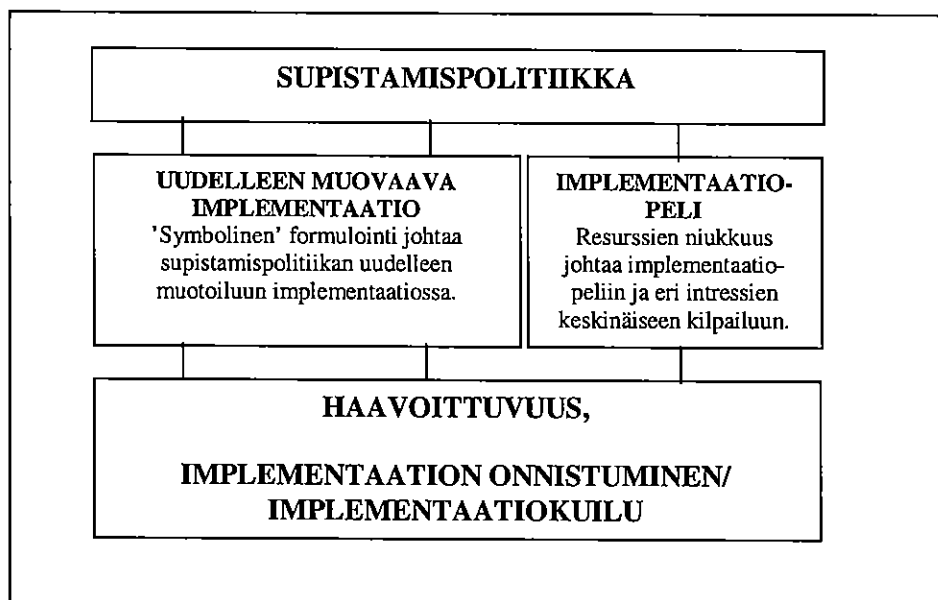 SUPISTAMISPOLITIIKKA
UUDELLEEN MUOVAAVA
IMPLEMENTAATIO
'Symbolinen' formulointi johtaa
supistamispolitiikan uudelleen
muotoiluun implementaatiossa.
IMPLEMENTAATIO-
PELI
Resurssien niukkuus
johtaa implementaatio-
peliin ja eri intressien
keskinäiseen kilpailuun.
HAAVOITTUVUUS,
IMPLEMENTAATION ONNISTUMINEN/
IMPLEMENTAATIOKUILU